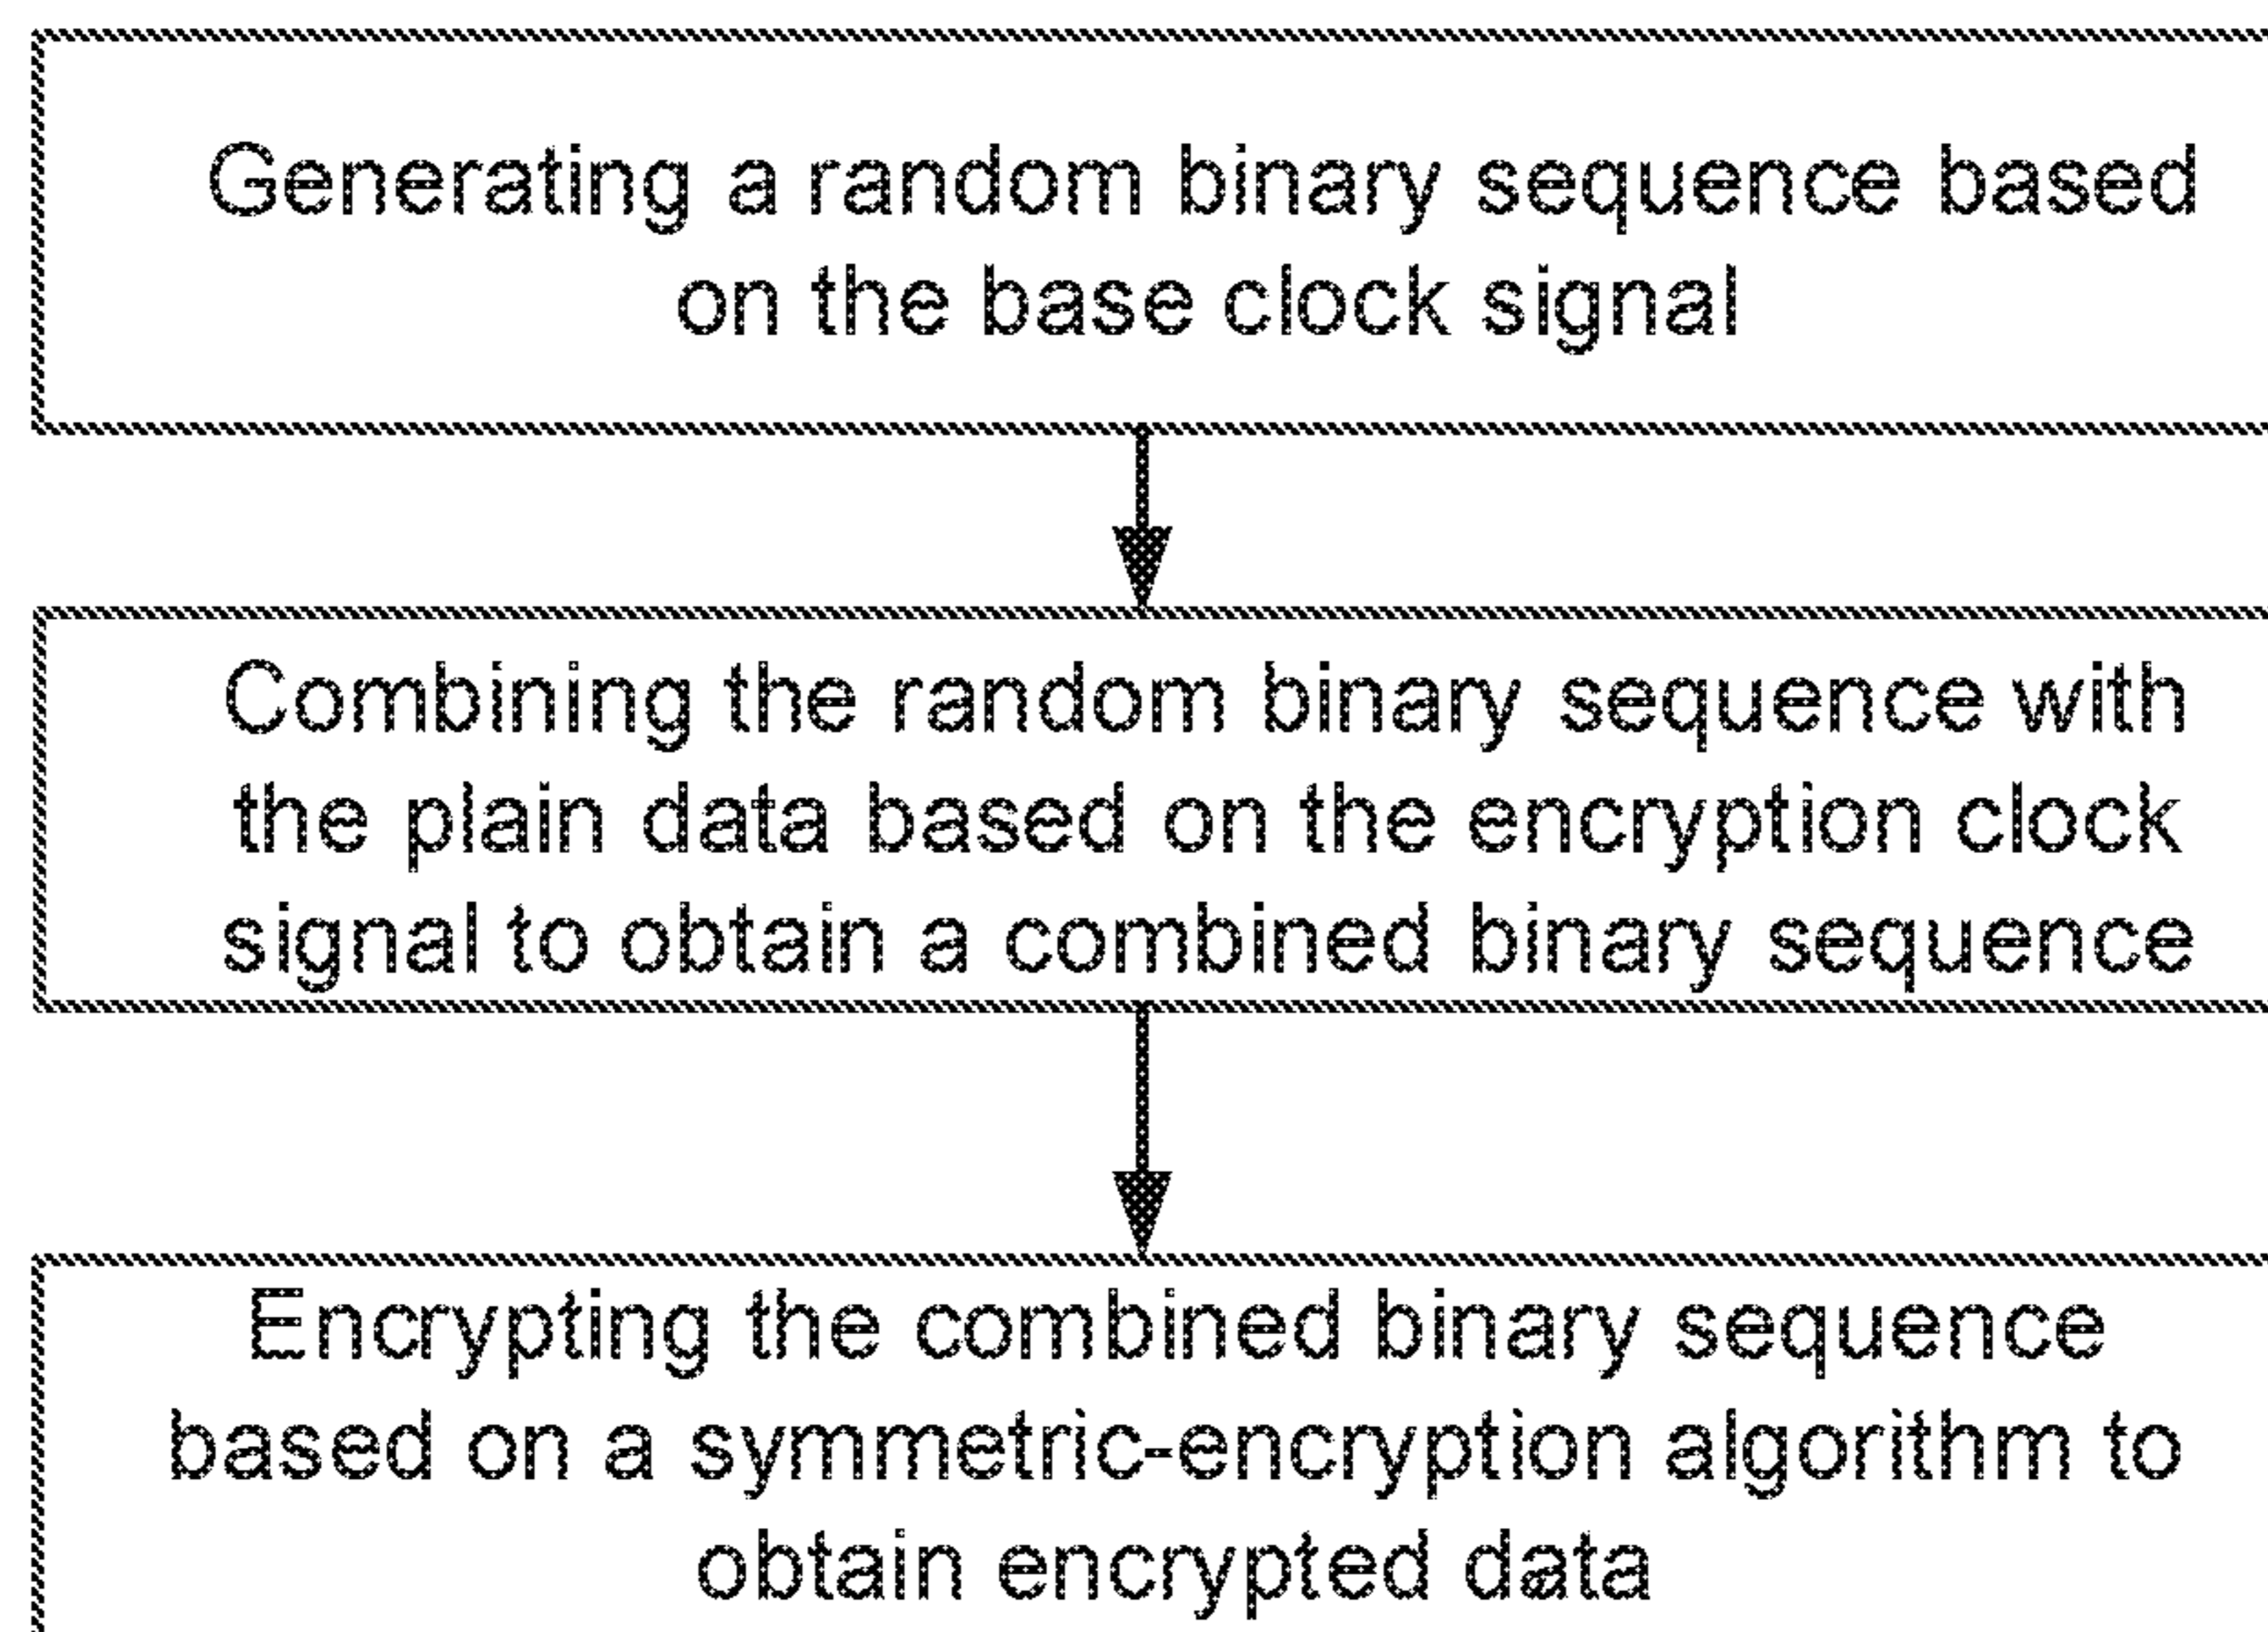 Generating a random binary sequence based
on the base clock signal
Combining the random binary sequence with
the plain data based on the encryption clock
signal to obtain a combined binary sequence
Encrypting the combined binary sequence
based on a symmetric-encryption algorithm to
obtain encrypted data